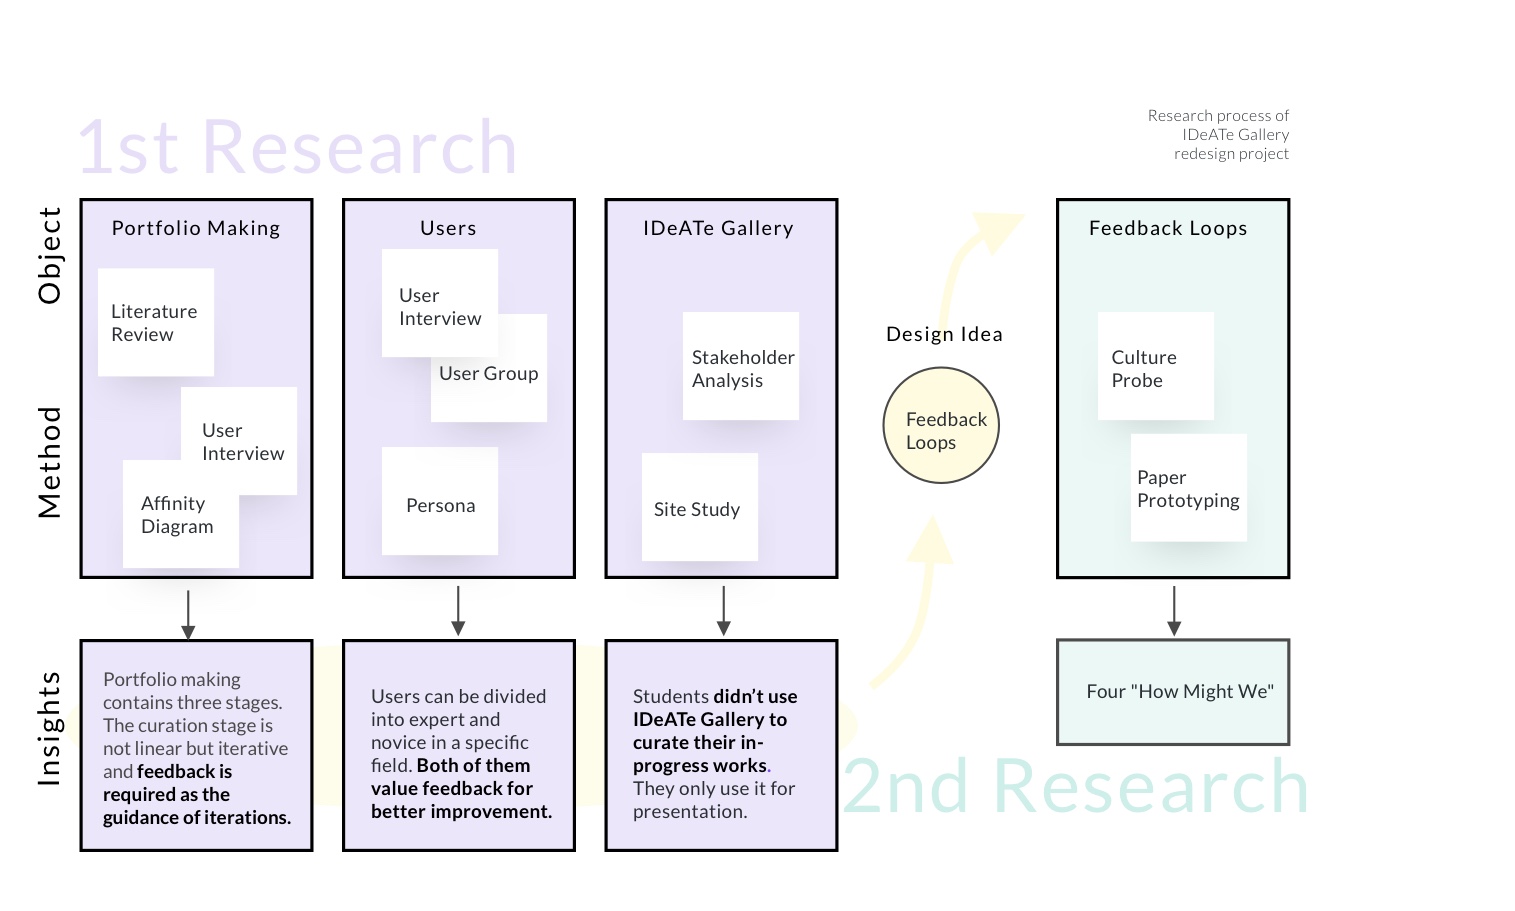 1st Research
Research process of
IDeATe Gallery
redesign project
Object
Method
Insights
Portfolio Making
Literature
Review
User
Interview
Affinity
Diagram
Portfolio making
contains three stages.
The curation stage is
not linear but iterative
and feedback is
required as the
guidance of iterations.
Users
User
Interview
User Group
Persona
Users can be divided
into expert and
novice in a specific
field. Both of them
value feedback for
better improvement.
IDeATe Gallery
Stakeholder
Analysis
Site Study
Students didn’t use
IDeATe Gallery to
curate their in-
progress works.
They only use it for
presentation.
Design Idea
Feedback
Loops
Feedback Loops
Culture
Probe
Paper
Prototyping
Four "How Might We"
2nd Research